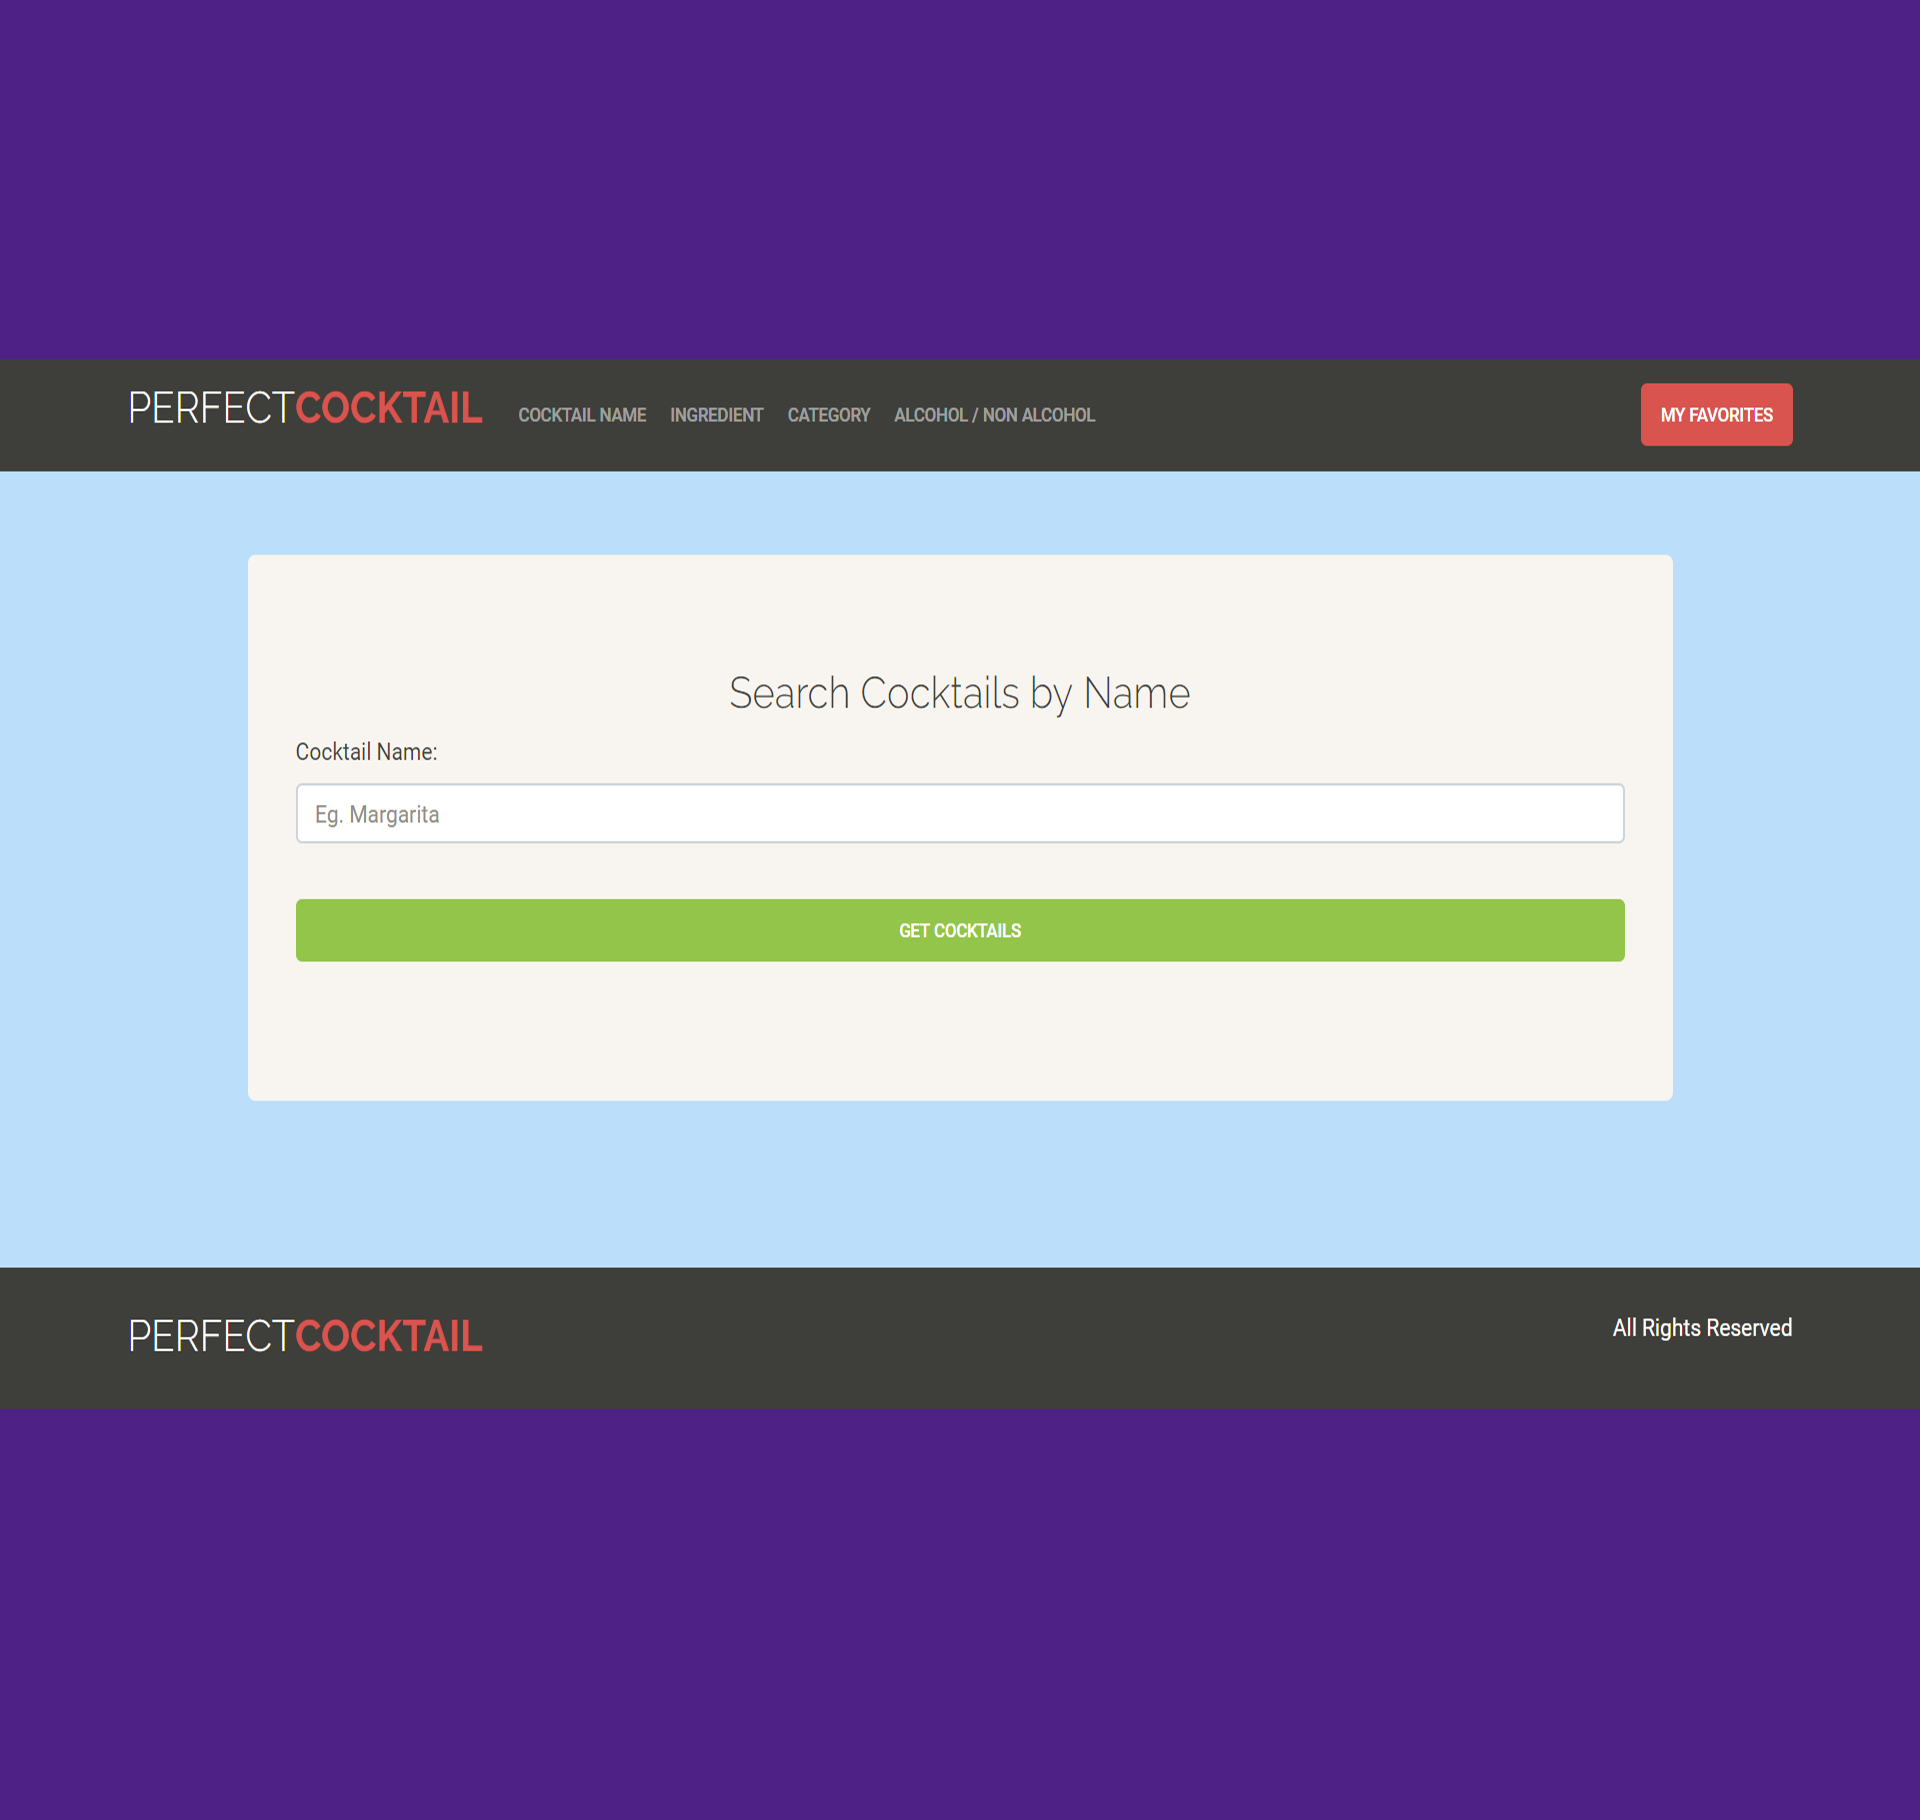 PERFECTCOCKTAIL COCKTAIL NAME INGREDIENT CATEGORY ALCOHOL / NON ALCOHOL MY FAVORITES
Search Cocktails by Name
Cocktail Name:
Eg. Margarita
GET COCKTAILS
PERFECTCOCKTAIL All Rights Reserved